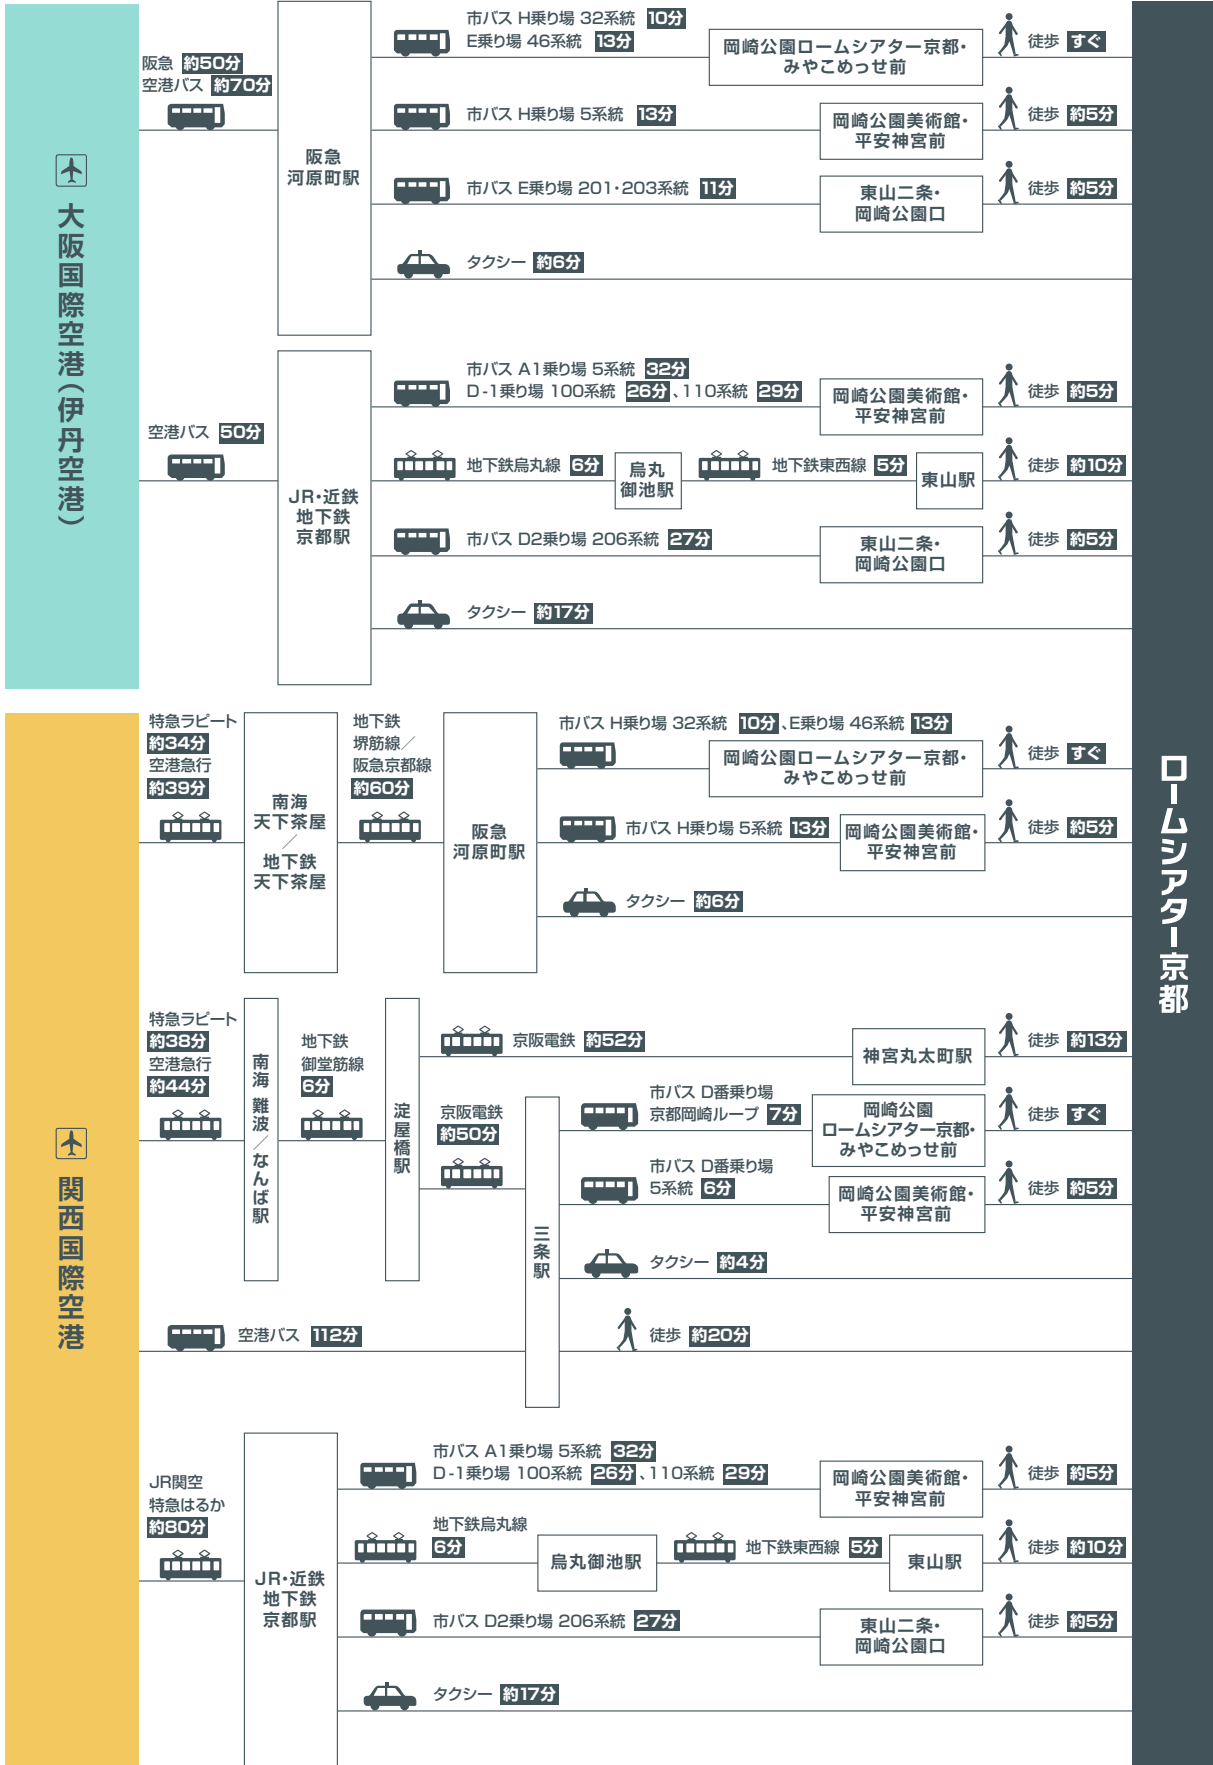 大阪国際空港(伊丹空港)
阪急 約50分
空港バス 約70分
阪急
河原町駅
市バス H乗り場 32系統 10分
E乗り場 46系統 13分
岡崎公園ロームシアター京都・
みやこめっせ前
徒歩 すぐ
市バス H乗り場 5系統 13分
岡崎公園美術館・
平安神宮前
徒歩 約5分
市バス E乗り場 201・203系統 11分
東山二条・
岡崎公園口
徒歩 約5分
タクシー 約6分
空港バス 50分
JR・近鉄
地下鉄
京都駅
市バス A1乗り場 5系統 32分
D-1乗り場 100系統 26分、110系統 29分
岡崎公園美術館・
平安神宮前
徒歩 約5分
地下鉄烏丸線 6分
烏丸
御池駅
地下鉄東西線 5分
東山駅
徒歩 約10分
市バス D2乗り場 206系統 27分
東山二条・
岡崎公園口
徒歩 約5分
タクシー 約17分
関西国際空港
特急ラピート
約34分
空港急行
約39分
南海
天下茶屋
／
地下鉄
天下茶屋
地下鉄
堺筋線／
阪急京都線
約60分
阪急
河原町駅
市バス H乗り場 32系統 10分、E乗り場 46系統 13分
岡崎公園ロームシアター京都・
みやこめっせ前
徒歩 すぐ
市バス H乗り場 5系統 13分
岡崎公園美術館・
平安神宮前
徒歩 約5分
タクシー 約6分
特急ラピート
約38分
空港急行
約44分
南海 難波／なんば駅
地下鉄
御堂筋線
6分
淀屋橋駅
京阪電鉄 約52分
神宮丸太町駅
徒歩 約13分
京阪電鉄
約50分
三条駅
市バス D番乗り場
京都岡崎ループ 7分
岡崎公園
ロームシアター京都・
みやこめっせ前
徒歩 すぐ
市バス D番乗り場
5系統 6分
岡崎公園美術館・
平安神宮前
徒歩 約5分
タクシー 約4分
空港バス 112分
徒歩 約20分
JR関空
特急はるか
約80分
JR・近鉄
地下鉄
京都駅
市バス A1乗り場 5系統 32分
D-1乗り場 100系統 26分、110系統 29分
岡崎公園美術館・
平安神宮前
徒歩 約5分
地下鉄烏丸線
6分
烏丸御池駅
地下鉄東西線 5分
東山駅
徒歩 約10分
市バス D2乗り場 206系統 27分
東山二条・
岡崎公園口
徒歩 約5分
タクシー 約17分
ロームシアター京都